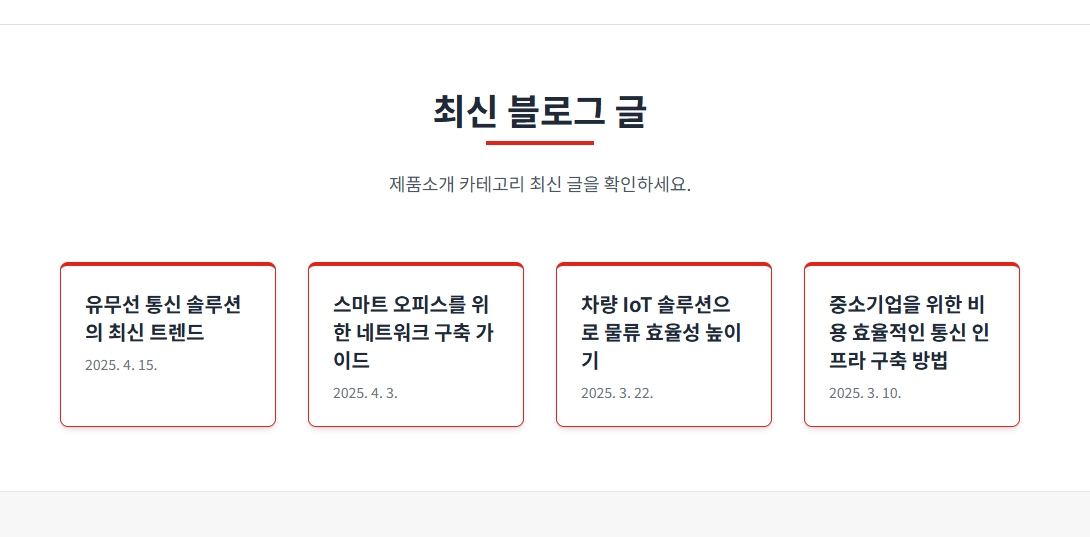 최신 블로그 글
제품소개 카테고리 최신 글을 확인하세요.
유무선 통신 솔루션
의 최신 트렌드
2025. 4. 15.
스마트 오피스를 위
한 네트워크 구축 가
이드
2025. 4. 3.
차량 IoT 솔루션으
로 물류 효율성 높이
기
2025. 3. 22.
중소기업을 위한 비
용 효율적인 통신 인
프라 구축 방법
2025. 3. 10.